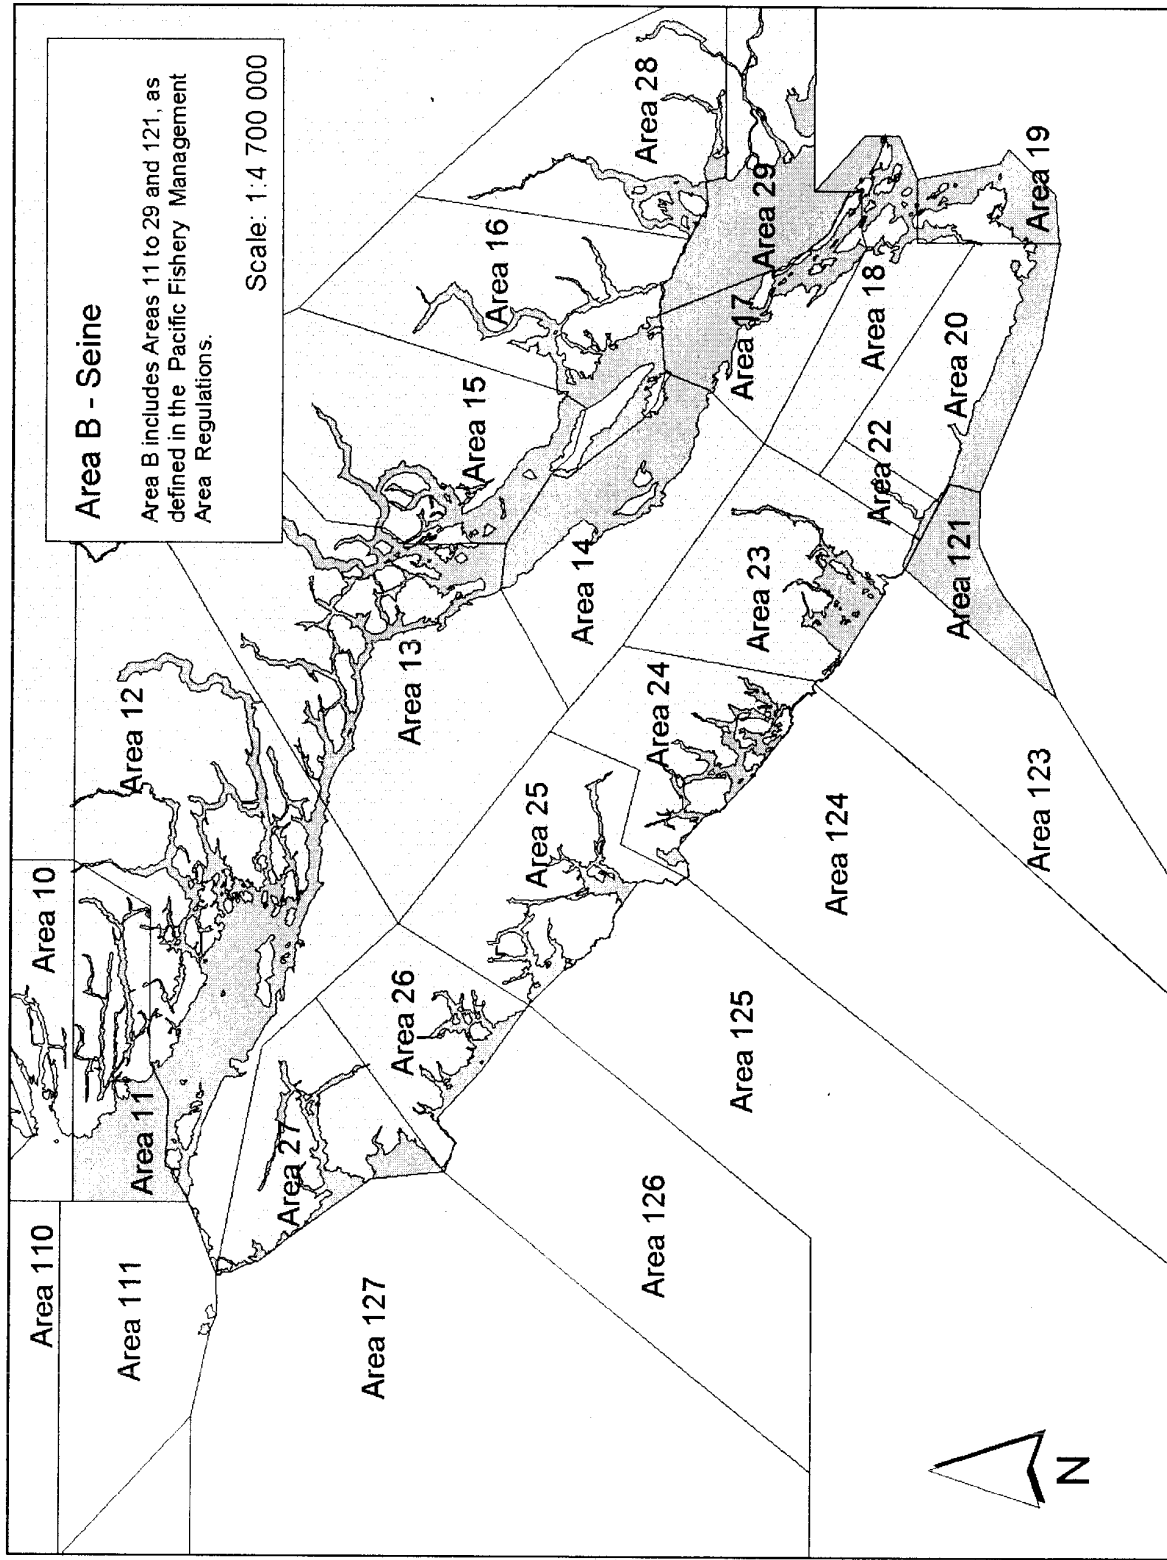 Area B - Seine
Area B includes Areas 11 to 29 and 121, as
defined in the Pacific Fishery Management
Area Regulations.
Scale: 1:4 700 000
Area 110
Area 10
Area 111
Area 11
Area 12
Area 127
Area 27
Area 26
Area 13
Area 15
Area 16
Area 28
Area 126
Area 125
Area 25
Area 24
Area 14
Area 23
Area 17
Area 29
Area 124
Area 22
Area 18
Area 123
Area 121
Area 20
Area 19
N